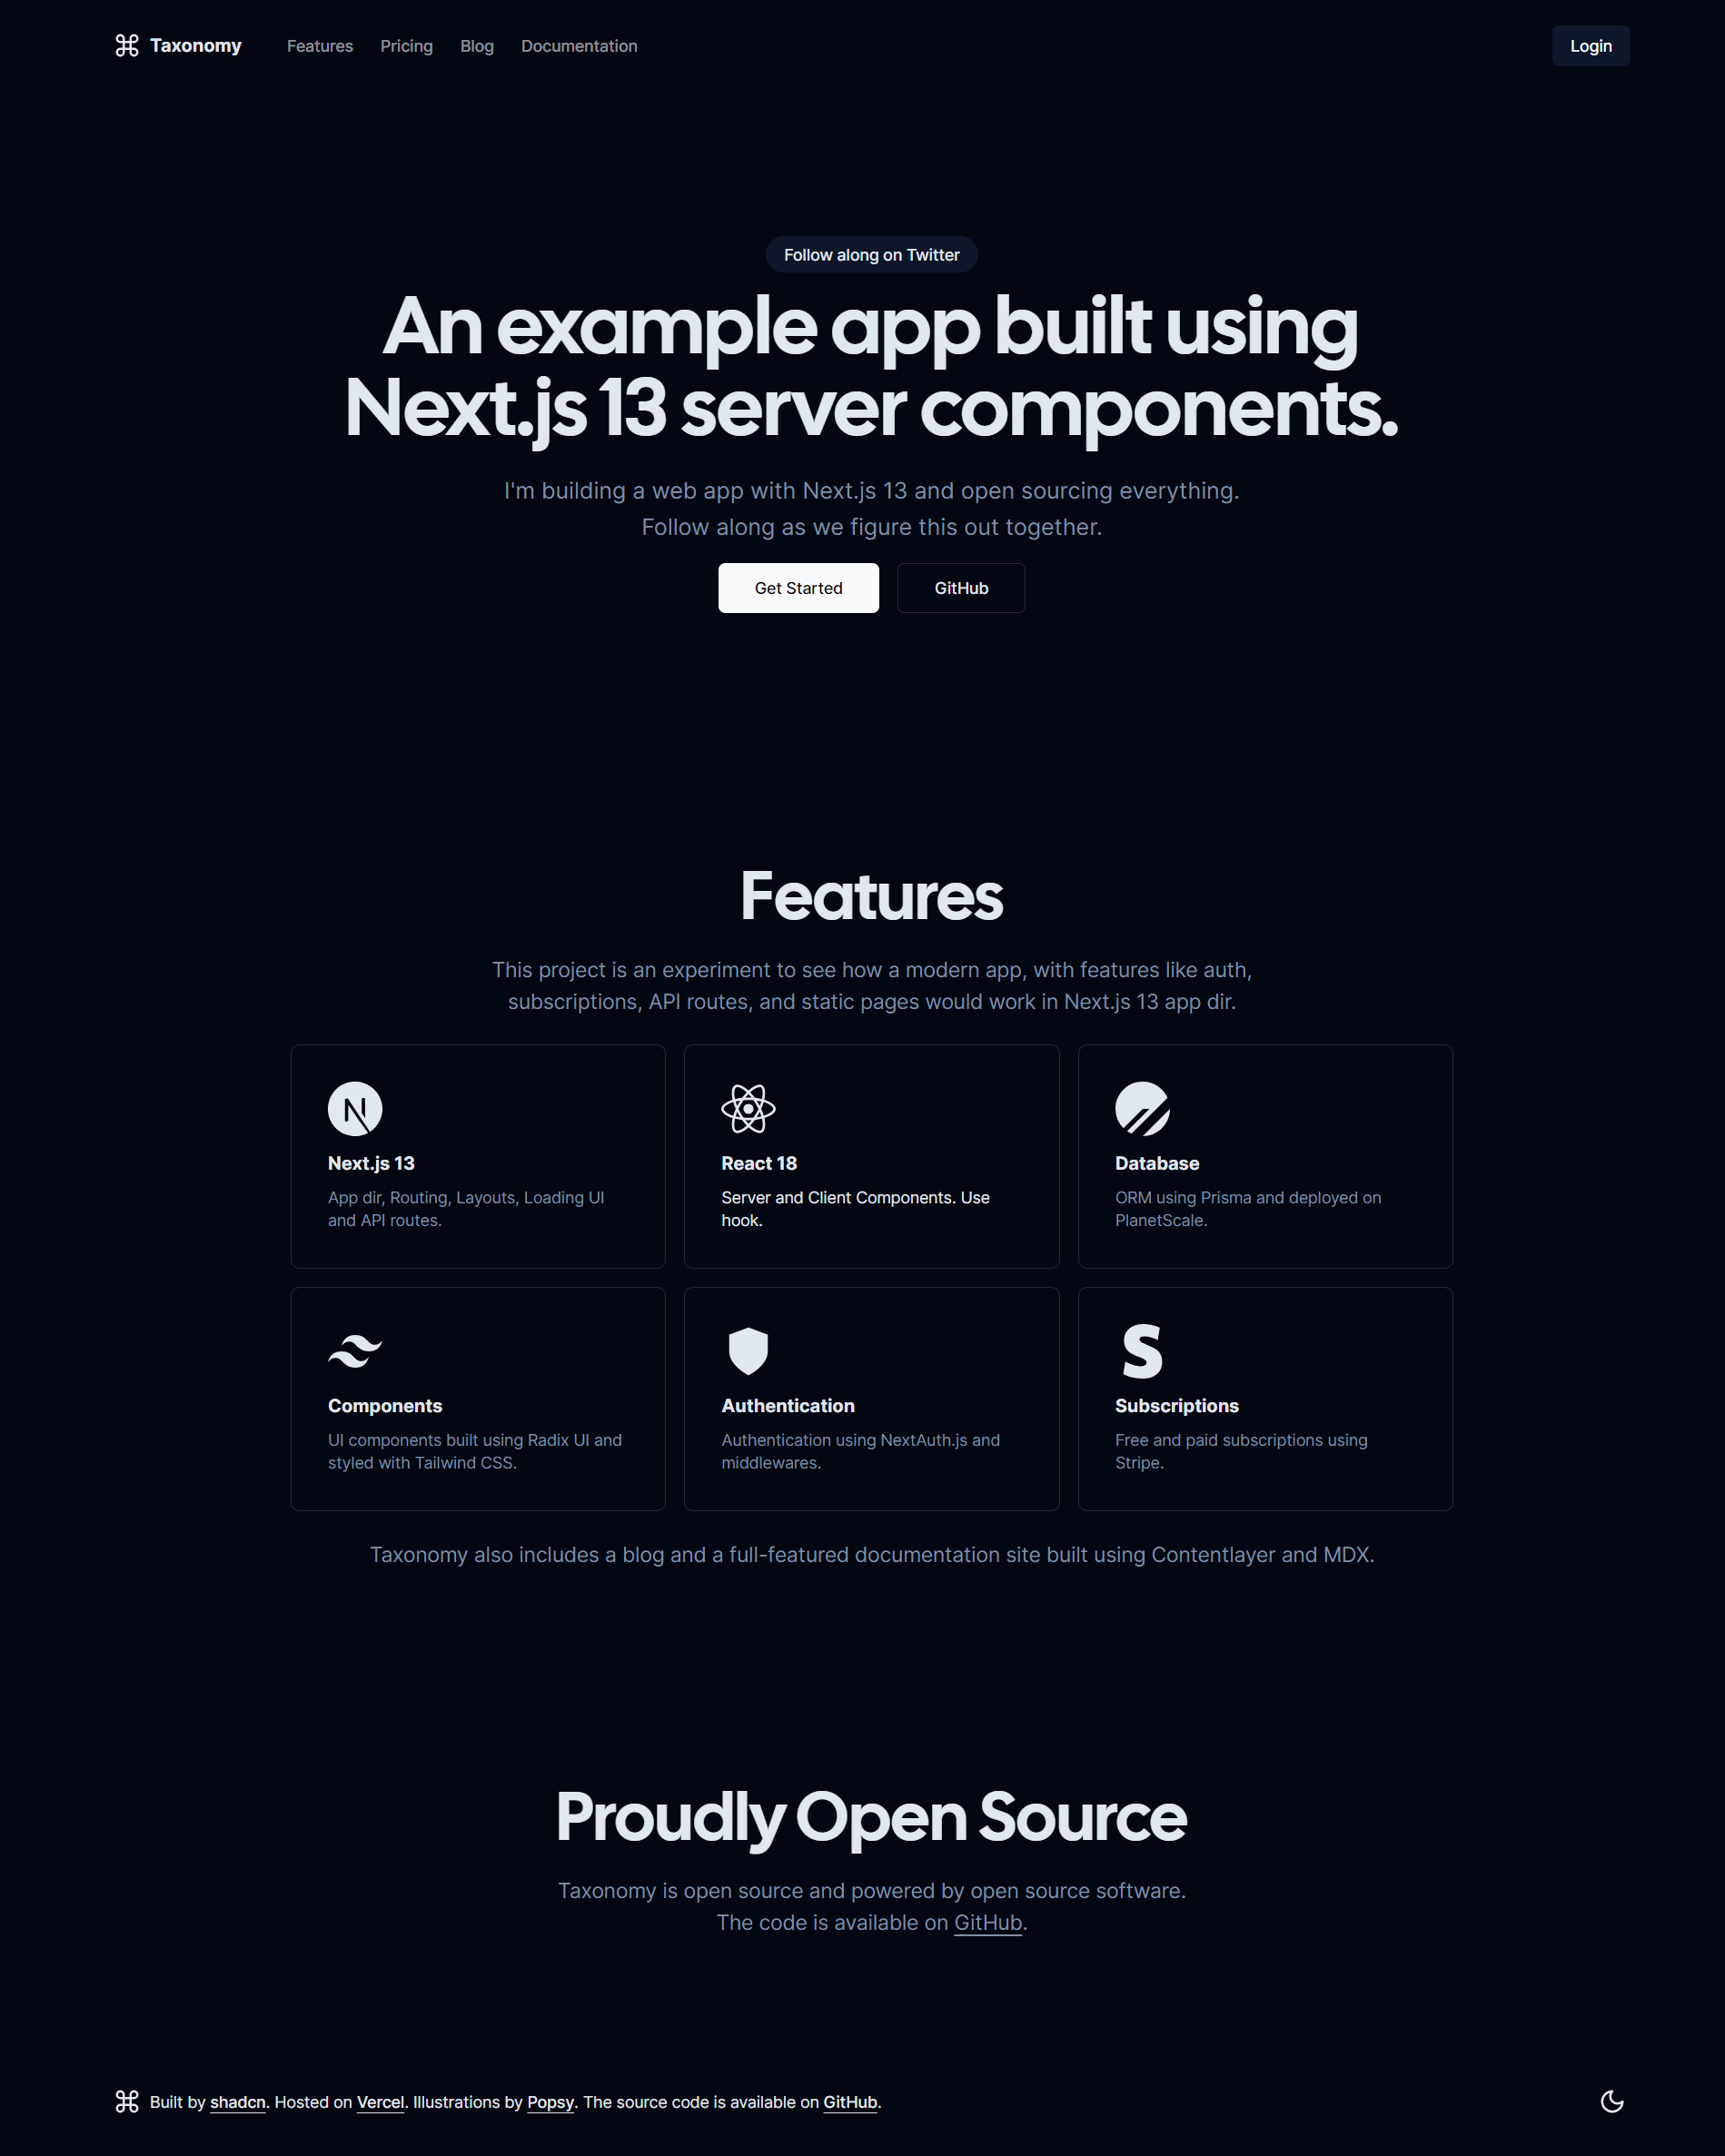 Taxonomy Features Pricing Blog Documentation Login
Follow along on Twitter
An example app built using
Next.js 13 server components.
I'm building a web app with Next.js 13 and open sourcing everything.
Follow along as we figure this out together.
Get Started GitHub
Features
This project is an experiment to see how a modern app, with features like auth,
subscriptions, API routes, and static pages would work in Next.js 13 app dir.
Next.js 13
App dir, Routing, Layouts, Loading UI
and API routes.
React 18
Server and Client Components. Use
hook.
Database
ORM using Prisma and deployed on
PlanetScale.
Components
UI components built using Radix UI and
styled with Tailwind CSS.
Authentication
Authentication using NextAuth.js and
middlewares.
Subscriptions
Free and paid subscriptions using
Stripe.
Taxonomy also includes a blog and a full-featured documentation site built using Contentlayer and MDX.
Proudly Open Source
Taxonomy is open source and powered by open source software.
The code is available on GitHub.
Built by shadcn. Hosted on Vercel. Illustrations by Popsy. The source code is available on GitHub.